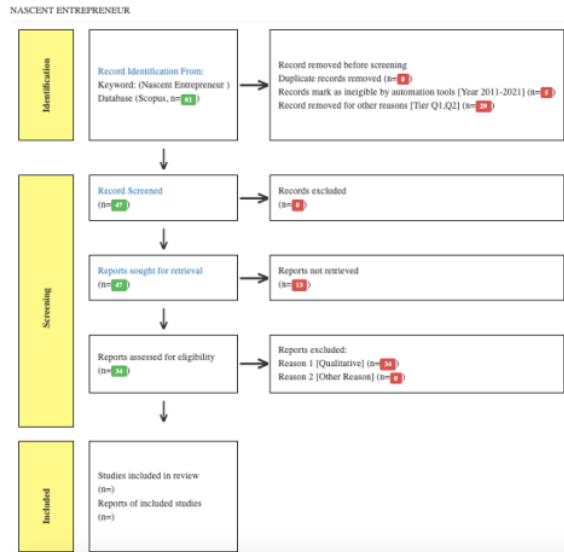 NASCENT ENTREPRENEUR
Identification
Record Identification From:
Keyword: (Nascent Entrepreneur )
Database (Scopus, n= 81 )
Record removed before screening
Duplicate records removed (n= 0 )
Records mark as ineigible by automation tools [Year 2011-2021] (n= 5 )
Record removed for other reasons [Tier Q1,Q2] (n= 29 )
Screening
Record Screened
(n= 47 )
Records excluded
(n= 0 )
Reports sought for retrieval
(n= 47 )
Reports not retrieved
(n= 13 )
Reports assessed for eligibility
(n= 34 )
Reports excluded:
Reason 1 [Qualitative] (n= 34 )
Reason 2 [Other Reason] (n= 0 )
Included
Studies included in review
(n=)
Reports of included studies
(n=)